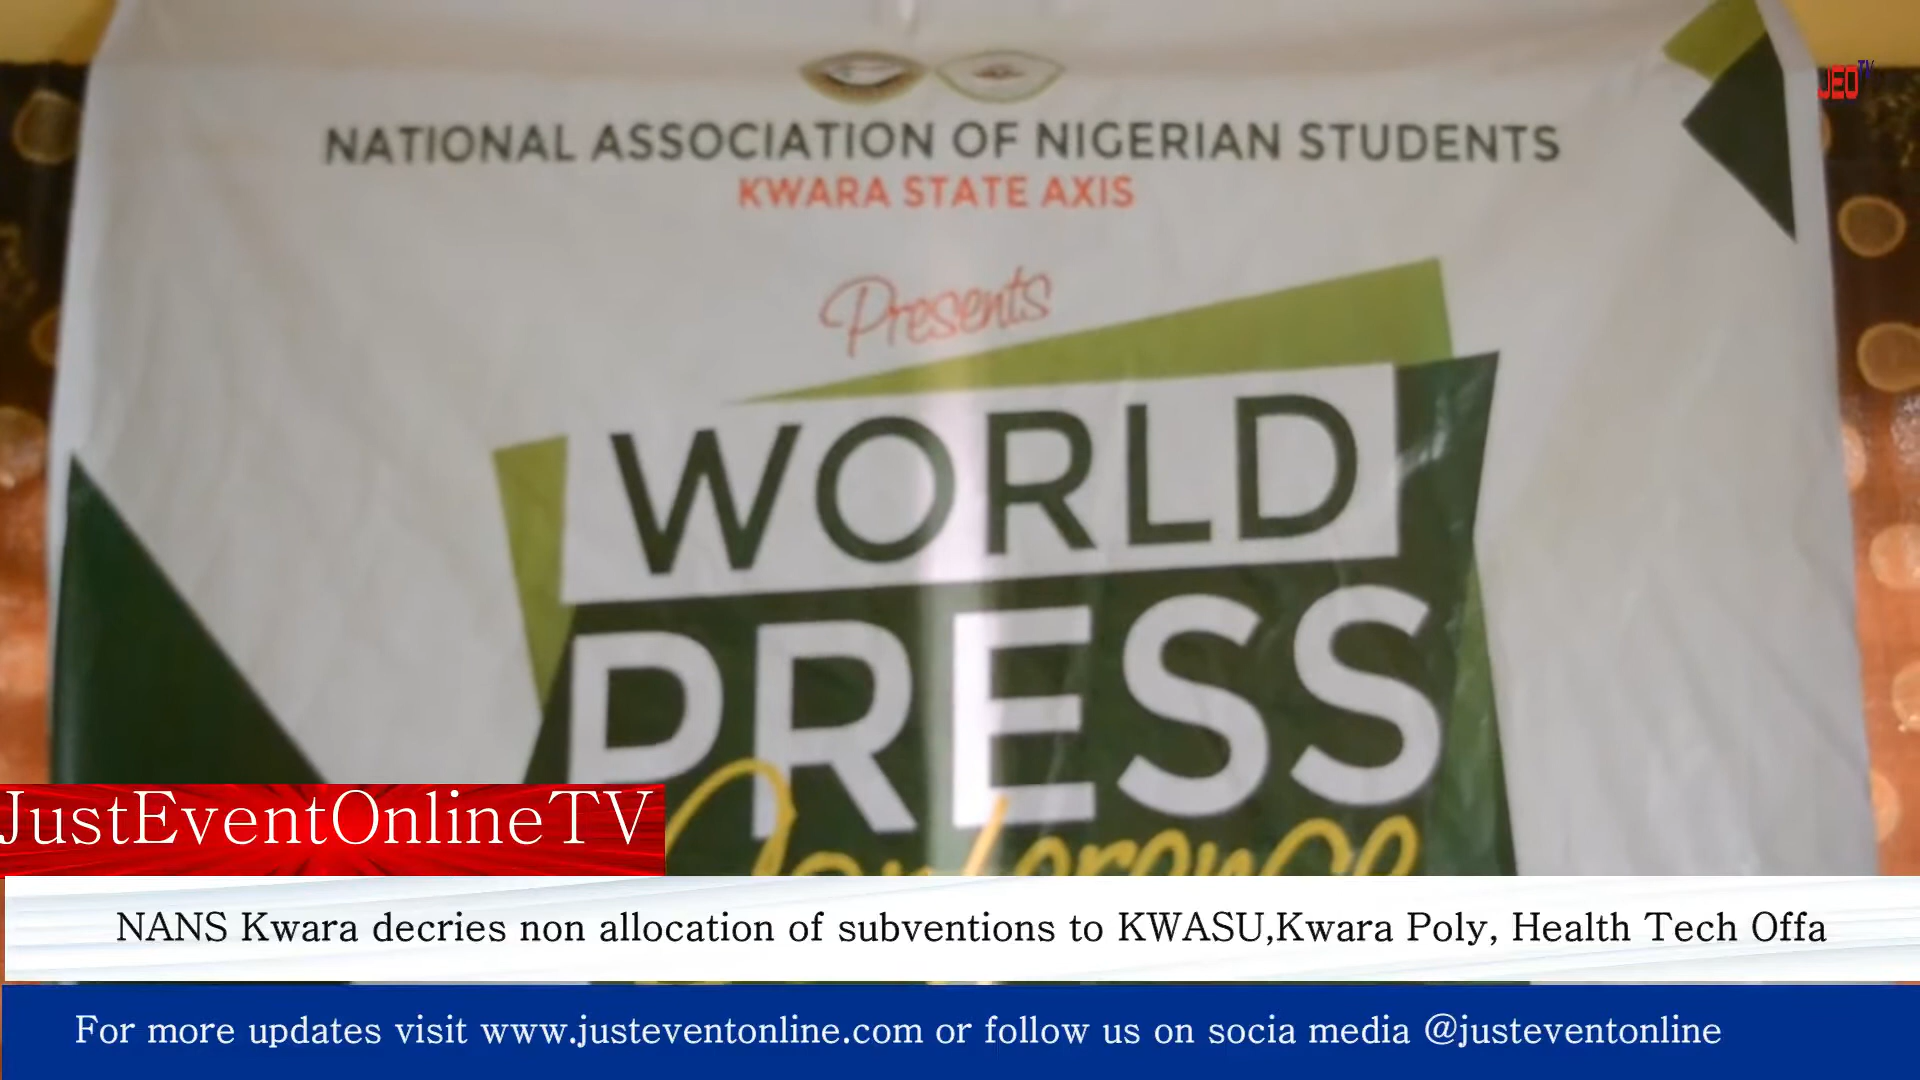 JEOTV
NATIONAL ASSOCIATION OF NIGERIAN STUDENTS
KWARA STATE AXIS
Presents
WORLD
PRESS
Conference
JustEventOnlineTV
NANS Kwara decries non allocation of subventions to KWASU,Kwara Poly, Health Tech Offa
For more updates visit www.justeventonline.com or follow us on socia media @justeventonline